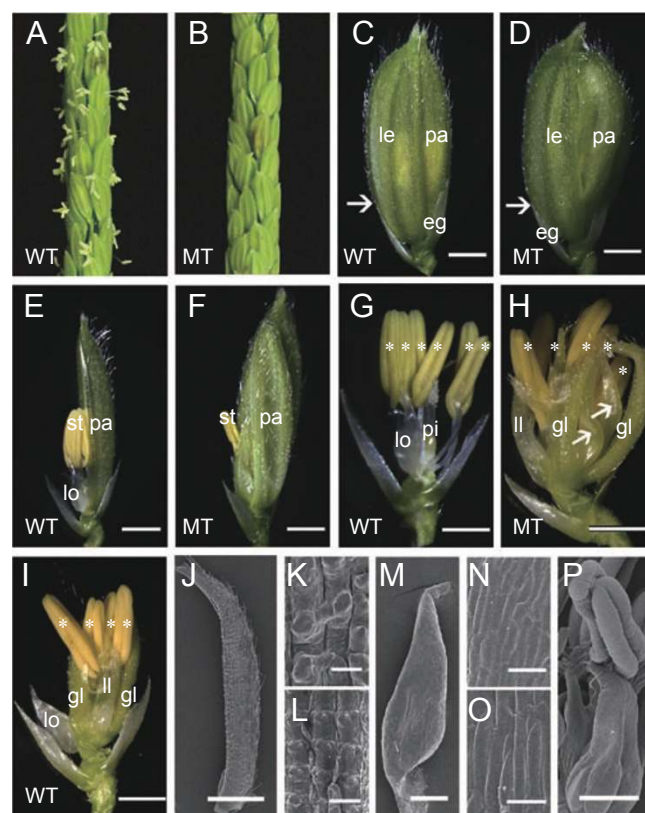 A
WT
B
MT
C
le
pa
eg
WT
D
le
pa
eg
MT
E
st
pa
lo
WT
F
st
pa
MT
G
* * * * * *
lo
pi
WT
H
* * * * *
ll
gl
gl
MT
I
* * * *
gl
ll
gl
lo
WT
J
K
L
M
N
O
P